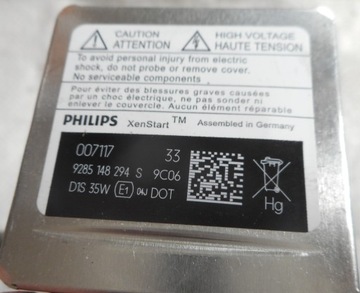 CAUTION HIGH VOLTAGE
ATTENTION HAUTE TENSION
To avoid personal injury from electric
shock, do not probe or remove cover.
No serviceable components
Pour éviter des blessures graves causées
par un choc électrique, ne pas sonder ni
enlever le couvercle. Aucun élément réparable
PHILIPS XenStart™ Assembled in Germany
007117 33
9285 148 294 S 9C06
D1S 35W E1 DOT
Hg